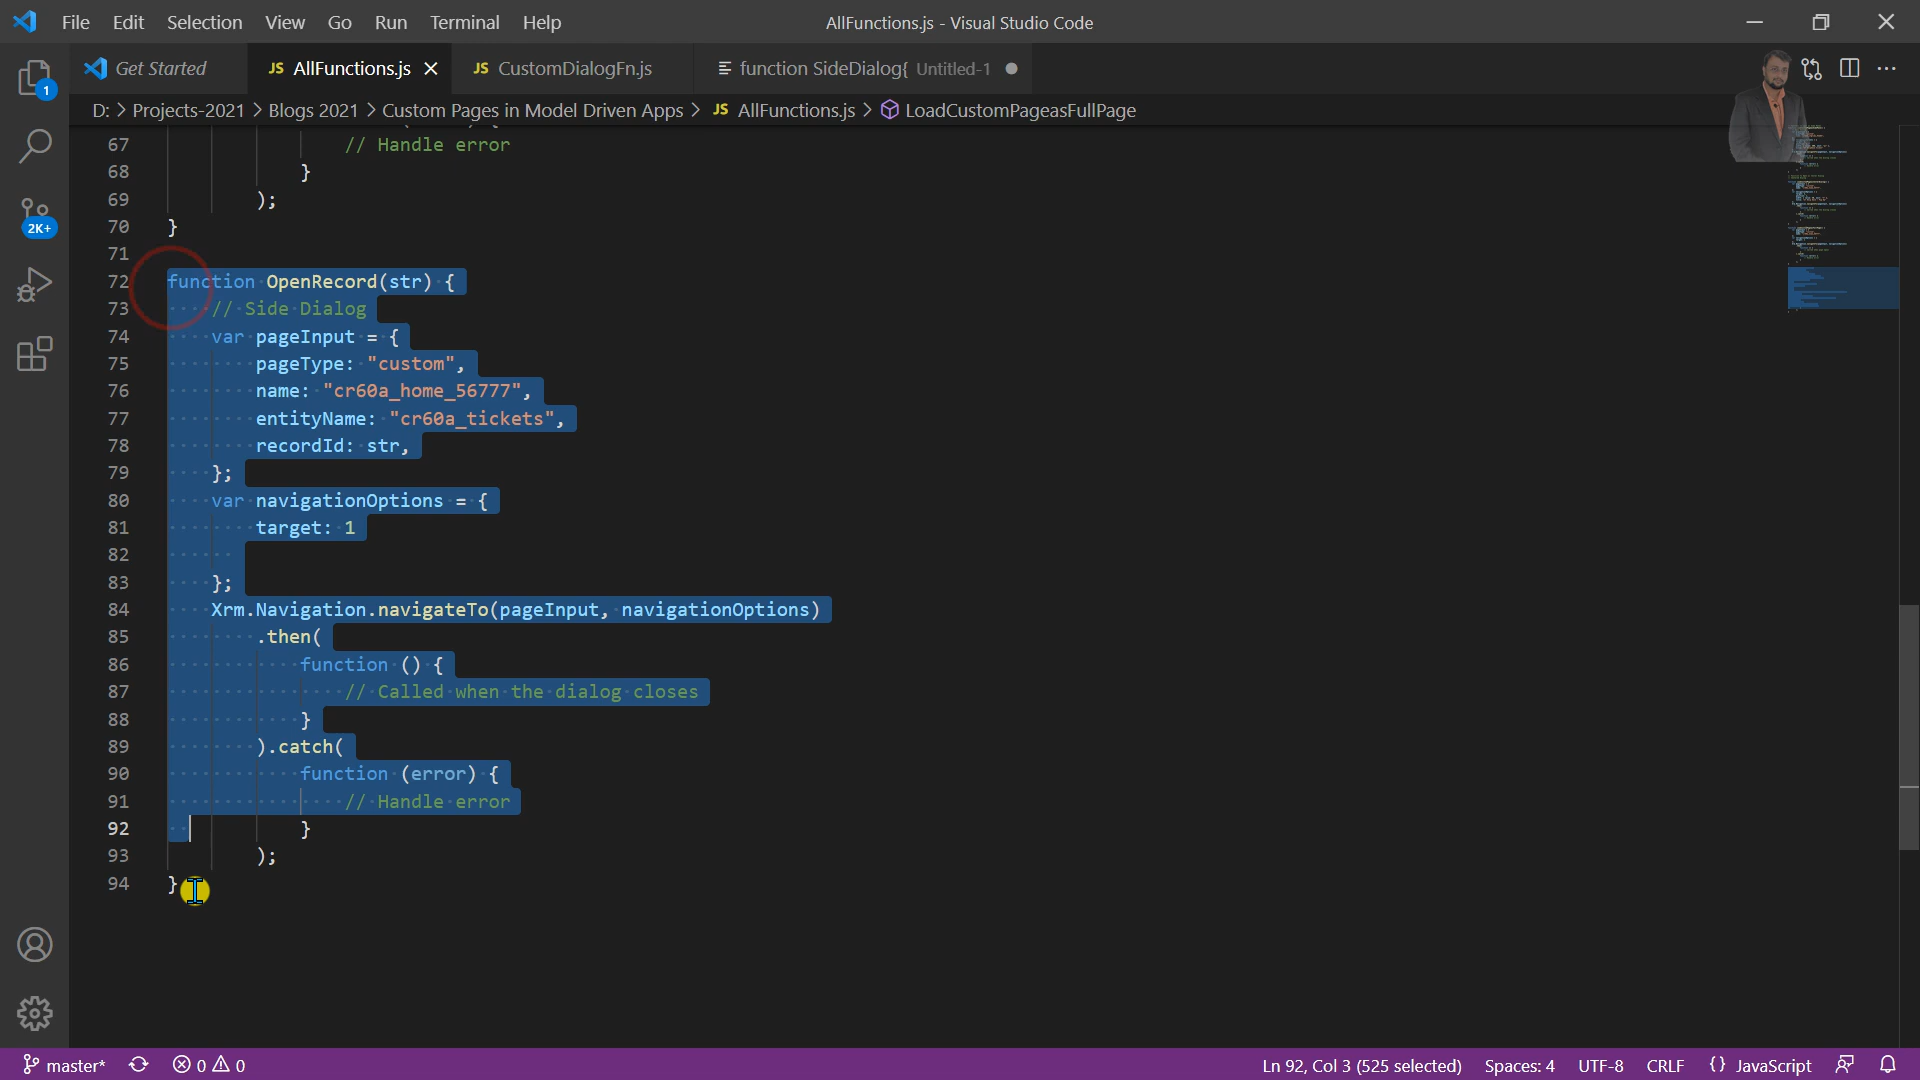 File Edit Selection View Go Run Terminal Help AllFunctions.js - Visual Studio Code
Get Started JS AllFunctions.js JS CustomDialogFn.js function SideDialog{ Untitled-1
D: > Projects-2021 > Blogs 2021 > Custom Pages in Model Driven Apps > JS AllFunctions.js > LoadCustomPageasFullPage
1
2K+
67 // Handle error
68 }
69 );
70 }
71
72 function OpenRecord(str) {
73 // Side Dialog
74 var pageInput = {
75 pageType: "custom",
76 name: "cr60a_home_56777",
77 entityName: "cr60a_tickets",
78 recordId: str,
79 };
80 var navigationOptions = {
81 target: 1
82
83 };
84 Xrm.Navigation.navigateTo(pageInput, navigationOptions)
85 .then(
86 function () {
87 // Called when the dialog closes
88 }
89 ).catch(
90 function (error) {
91 // Handle error
92 }
93 );
94 }
master* 0 0 Ln 92, Col 3 (525 selected) Spaces: 4 UTF-8 CRLF {} JavaScript